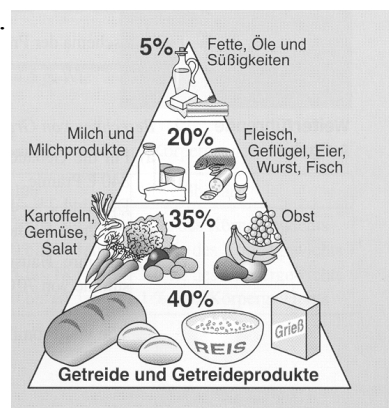 5%
Fette, Öle und
Süßigkeiten
Milch und
Milchprodukte
20%
Fleisch,
Geflügel, Eier,
Wurst, Fisch
Kartoffeln,
Gemüse,
Salat
35%
Obst
40%
REIS
Grieß
Getreide und Getreideprodukte